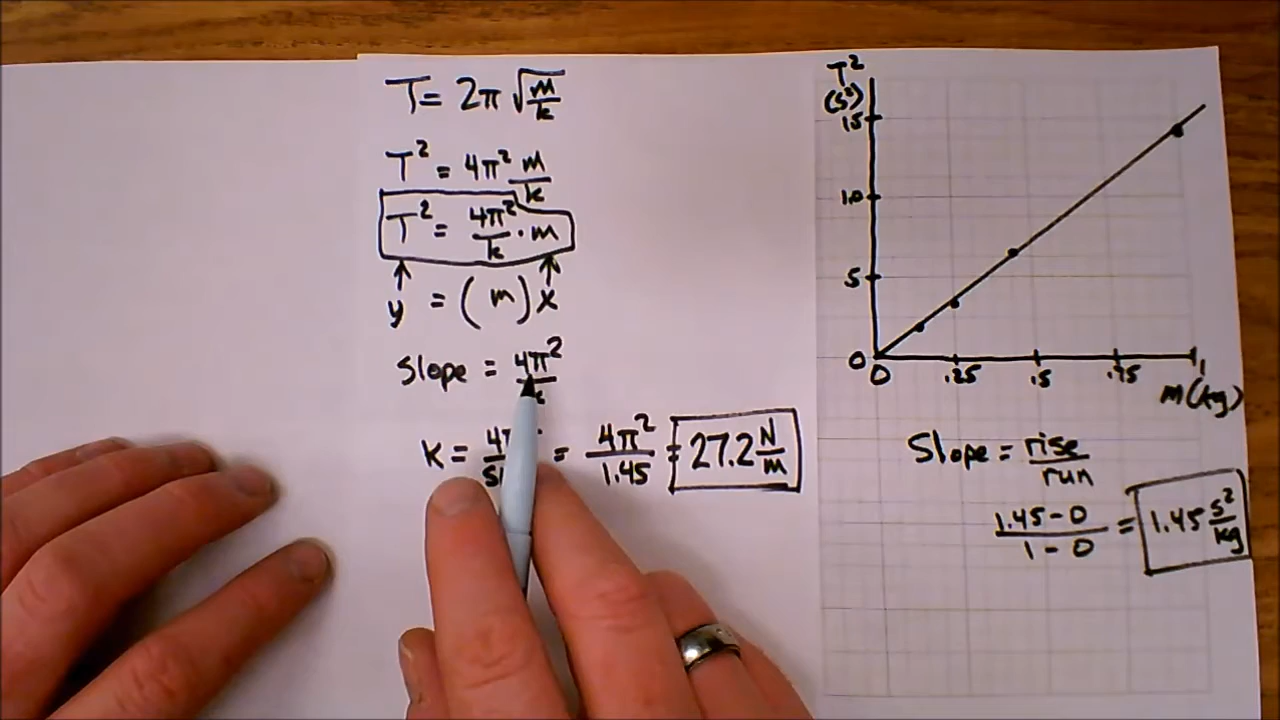 T = 2π √(m/k)
T² = 4π² m/k
T² = 4π²/k · m
y = ( m ) x
Slope = 4π²/k
K = = 4π²/1.45 = 27.2 N/m
T²
(s²)
15
10
5
0
0 .25 .5 .75 1
m (kg)
Slope = rise/run
1.45 - 0 / 1 - 0 = 1.45 s²/kg